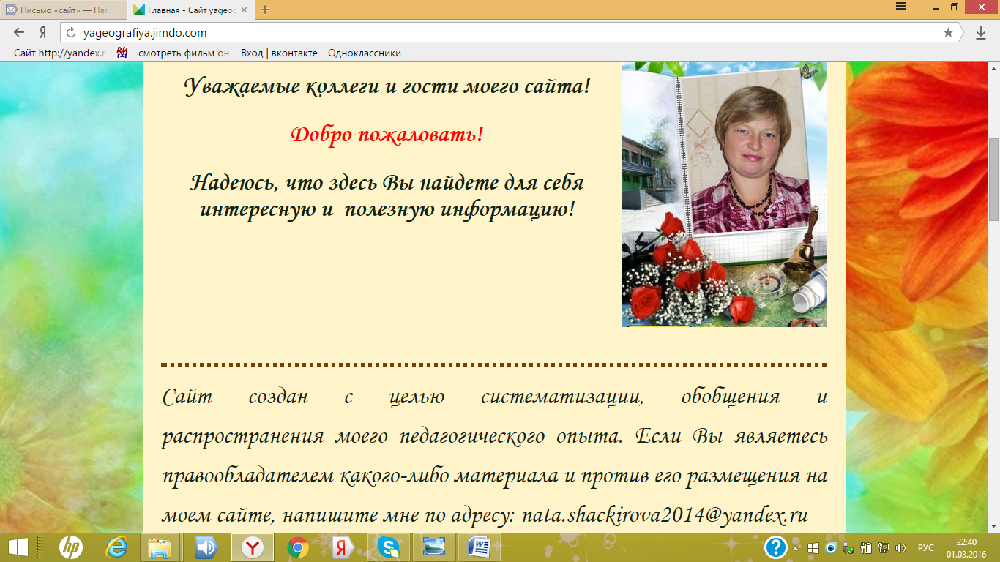 Письмо «сайт» — Нат
Главная - Сайт yageog
yageografiya.jimdo.com
Сайт http://yandex.r
RU txt
смотреть фильм он
Вход | вконтакте
Одноклассники
Уважаемые коллеги и гости моего сайта!
Добро пожаловать!
Надеюсь, что здесь Вы найдете для себя
интересную и полезную информацию!
Сайт создан с целью систематизации, обобщения и
распространения моего педагогического опыта. Если Вы являетесь
правообладателем какого-либо материала и против его размещения на
моем сайте, напишите мне по адресу: nata.shackirova2014@yandex.ru
РУС
22:40
01.03.2016